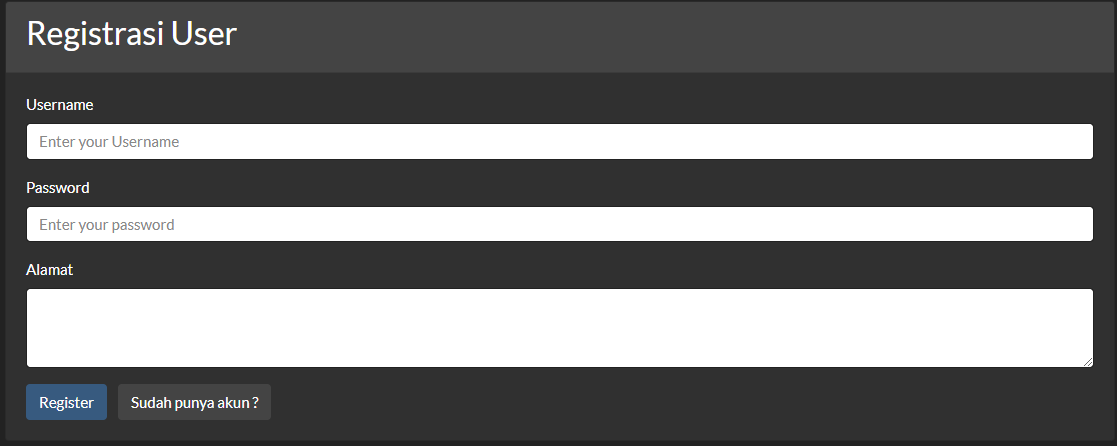 Registrasi User
Username
Enter your Username
Password
Enter your password
Alamat
Register
Sudah punya akun ?